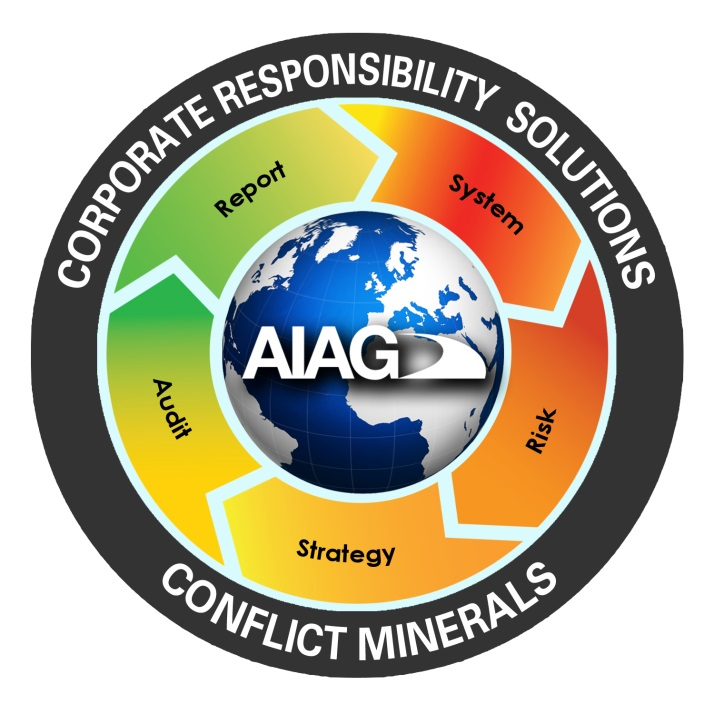 CORPORATE RESPONSIBILITY SOLUTIONS
System
Risk
Strategy
Audit
Report
AIAG
CONFLICT MINERALS